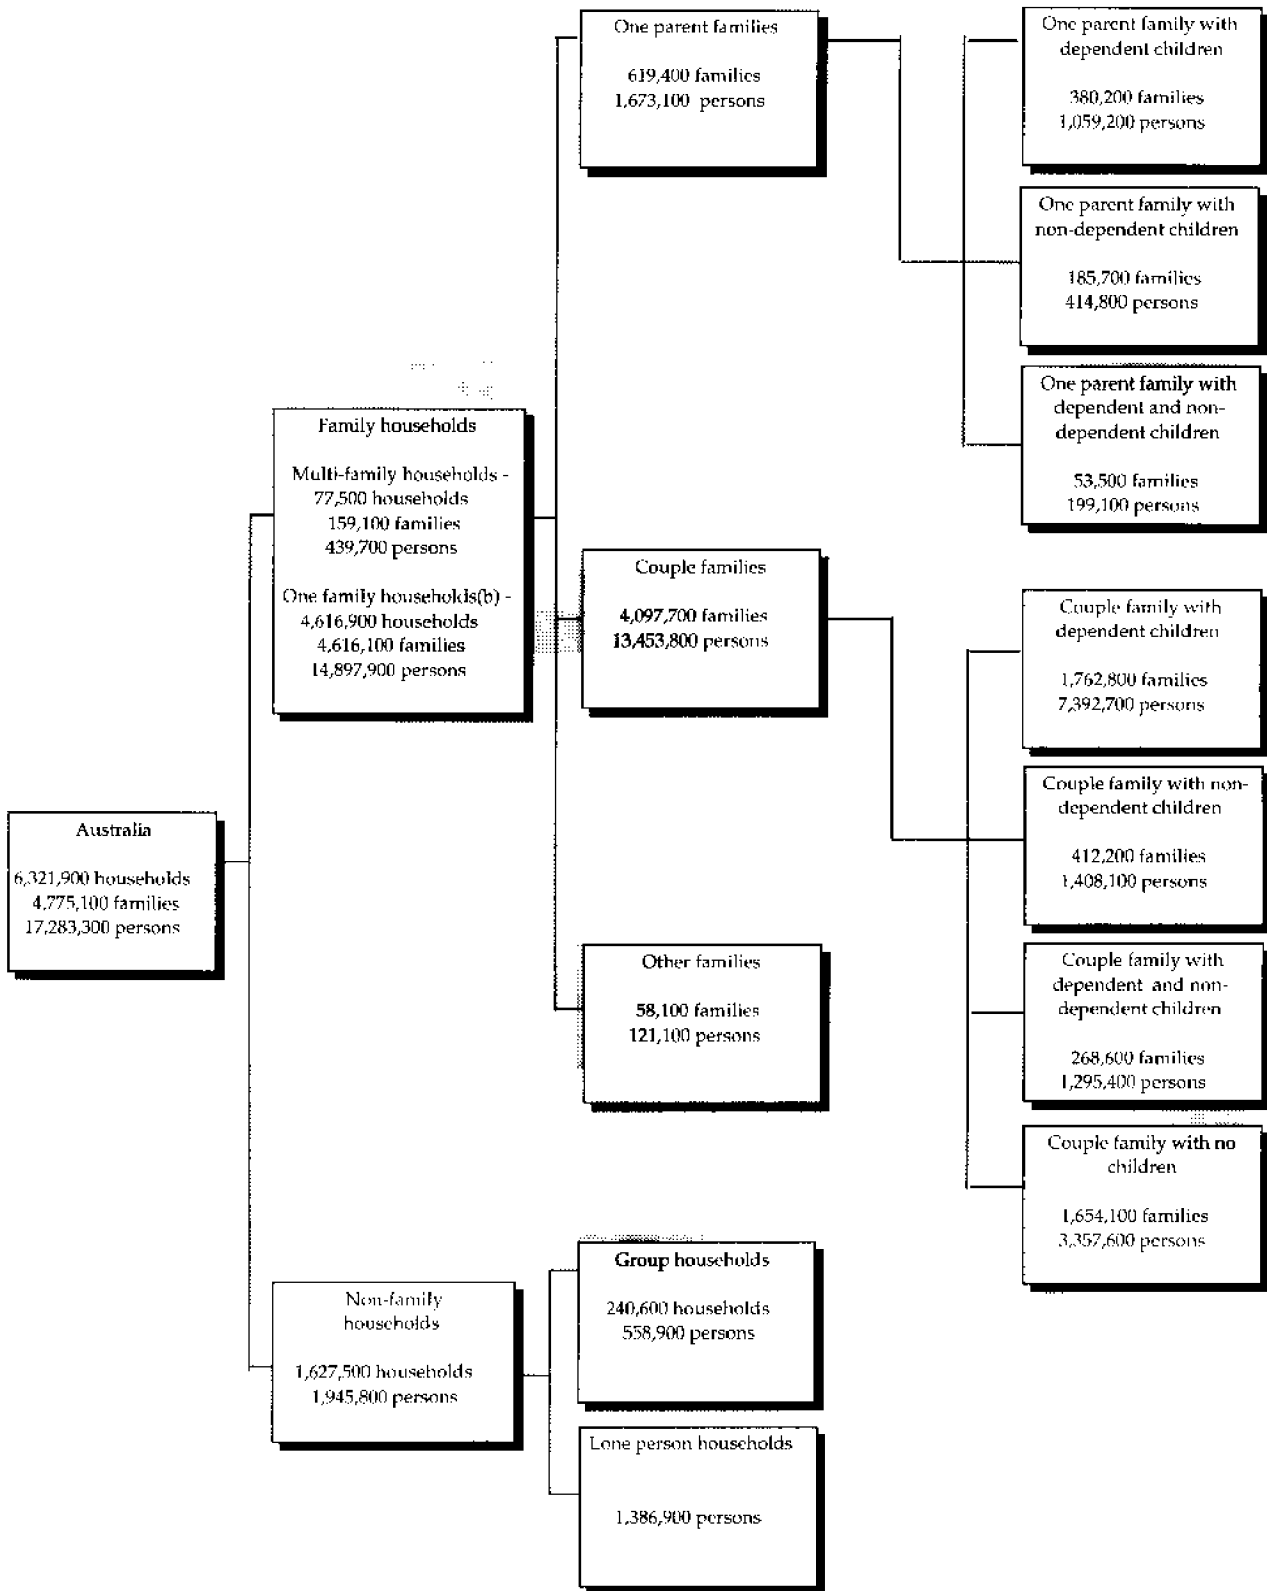 Australia
6,321,900 households
4,775,100 families
17,283,300 persons
Family households
Multi-family households -
77,500 households
159,100 families
439,700 persons
One family households(b) -
4,616,900 households
4,616,100 families
14,897,900 persons
Non-family
households
1,627,500 households
1,945,800 persons
One parent families
619,400 families
1,673,100 persons
Couple families
4,097,700 families
13,453,800 persons
Other families
58,100 families
121,100 persons
Group households
240,600 households
558,900 persons
Lone person households
1,386,900 persons
One parent family with
dependent children
380,200 families
1,059,200 persons
One parent family with
non-dependent children
185,700 families
414,800 persons
One parent family with
dependent and non-
dependent children
53,500 families
199,100 persons
Couple family with
dependent children
1,762,800 families
7,392,700 persons
Couple family with non-
dependent children
412,200 families
1,408,100 persons
Couple family with
dependent and non-
dependent children
268,600 families
1,295,400 persons
Couple family with no
children
1,654,100 families
3,357,600 persons